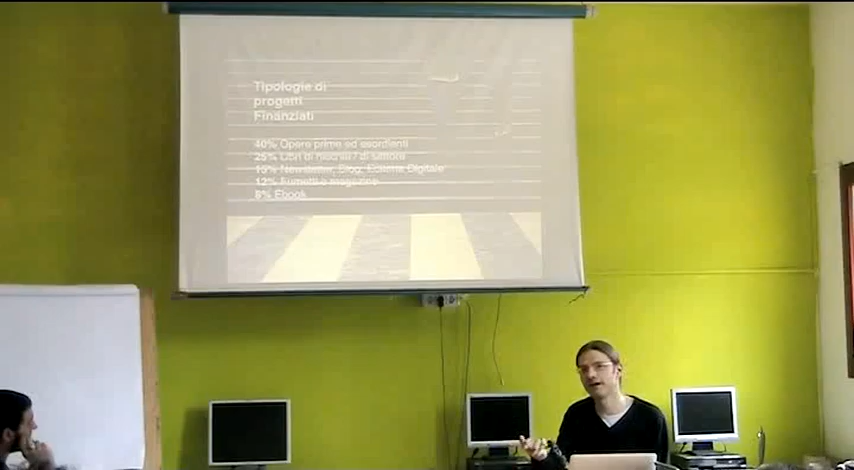 Tipologie di
progetti
Finanziati
40% Opere prime ed esordienti
25% Libri di nicchia / di settore
15% Newsletter, Blog, Editoria Digitale
12% Fumetti e magazine
8% Ebook